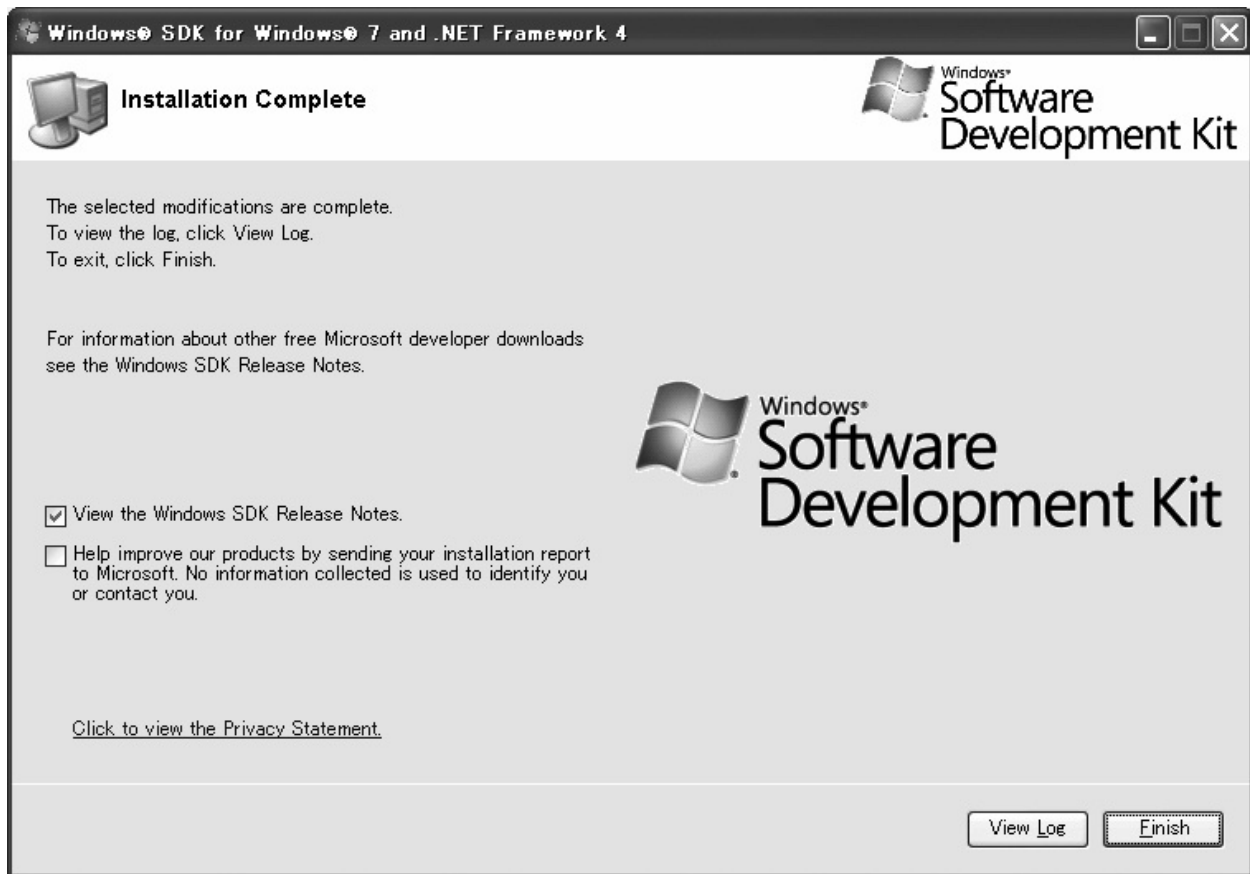 Windows® SDK for Windows® 7 and .NET Framework 4
Installation Complete
Windows®
Software
Development Kit
The selected modifications are complete.
To view the log, click View Log.
To exit, click Finish.
For information about other free Microsoft developer downloads
see the Windows SDK Release Notes.
Windows®
Software
Development Kit
View the Windows SDK Release Notes.
Help improve our products by sending your installation report
to Microsoft. No information collected is used to identify you
or contact you.
Click to view the Privacy Statement.
View Log
Finish